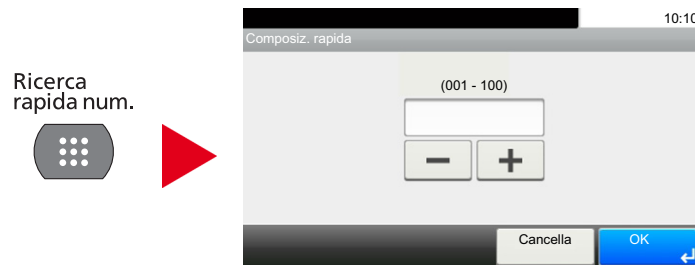 Ricerca
rapida num.
10:10
Composiz. rapida
(001 - 100)
Cancella
OK